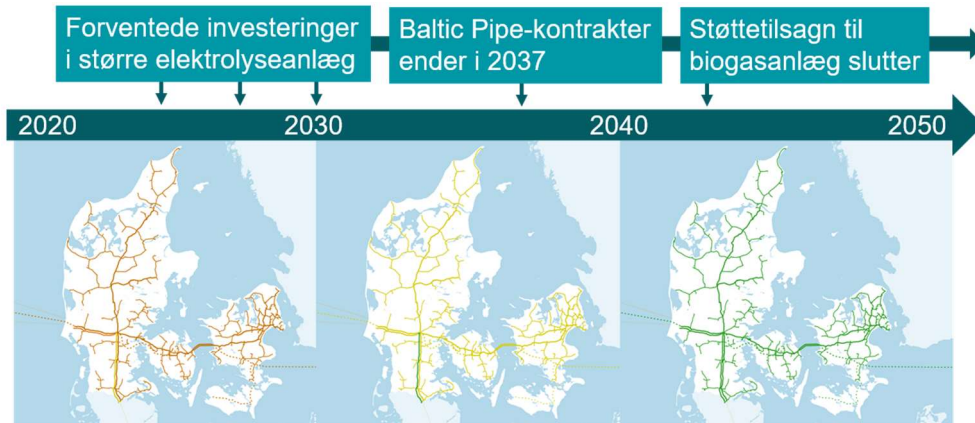 Forventede investeringer
i større elektrolyseanlæg
Baltic Pipe-kontrakter
ender i 2037
Støttetilsagn til
biogasanlæg slutter
2020
2030
2040
2050